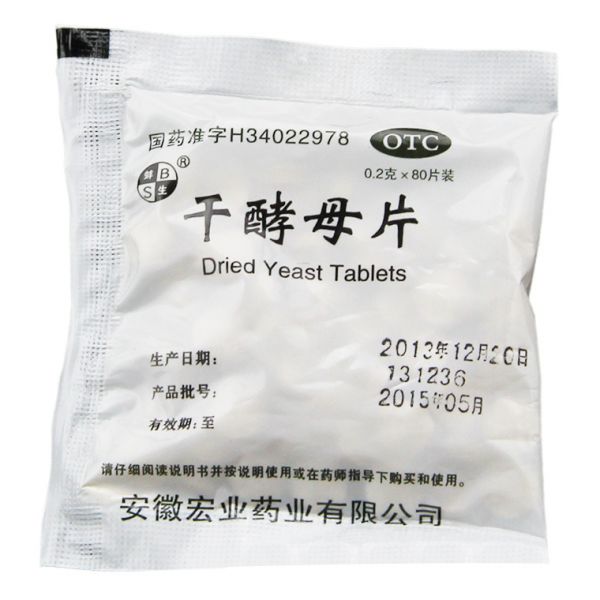 国药准字H34022978
OTC
0.2克×80片装
蚌B
S生
®
干酵母片
Dried Yeast Tablets
生产日期: 2013年12月20日
产品批号: 131236
有效期:至 2015年05月
请仔细阅读说明书并按说明使用或在药师指导下购买和使用。
安徽宏业药业有限公司